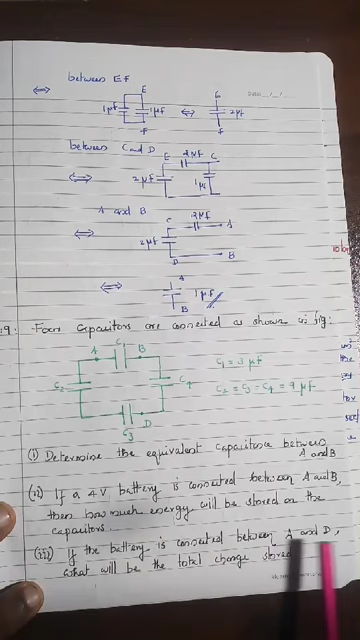 between EF
⇔ 1μF E 1μF F ⇔ E 2μF F
between C and D
⇔ 2μF E 2μF C 1μF
A and B
⇔ 2μF C 2μF A D B
⇔ A 1μF B
9. Four capacitors are connected as shown in fig:
A C1 B
C2 C4 C3 D
C1 = 3 μF
C2 = C3 = C4 = 9 μF
(i) Determine the equivalent capacitance between A and B
(ii) If a 4V battery is connected between A and B,
then how much energy will be stored on the
capacitors
(iii) If the battery is connected between A and D,
what will be the total charge stored